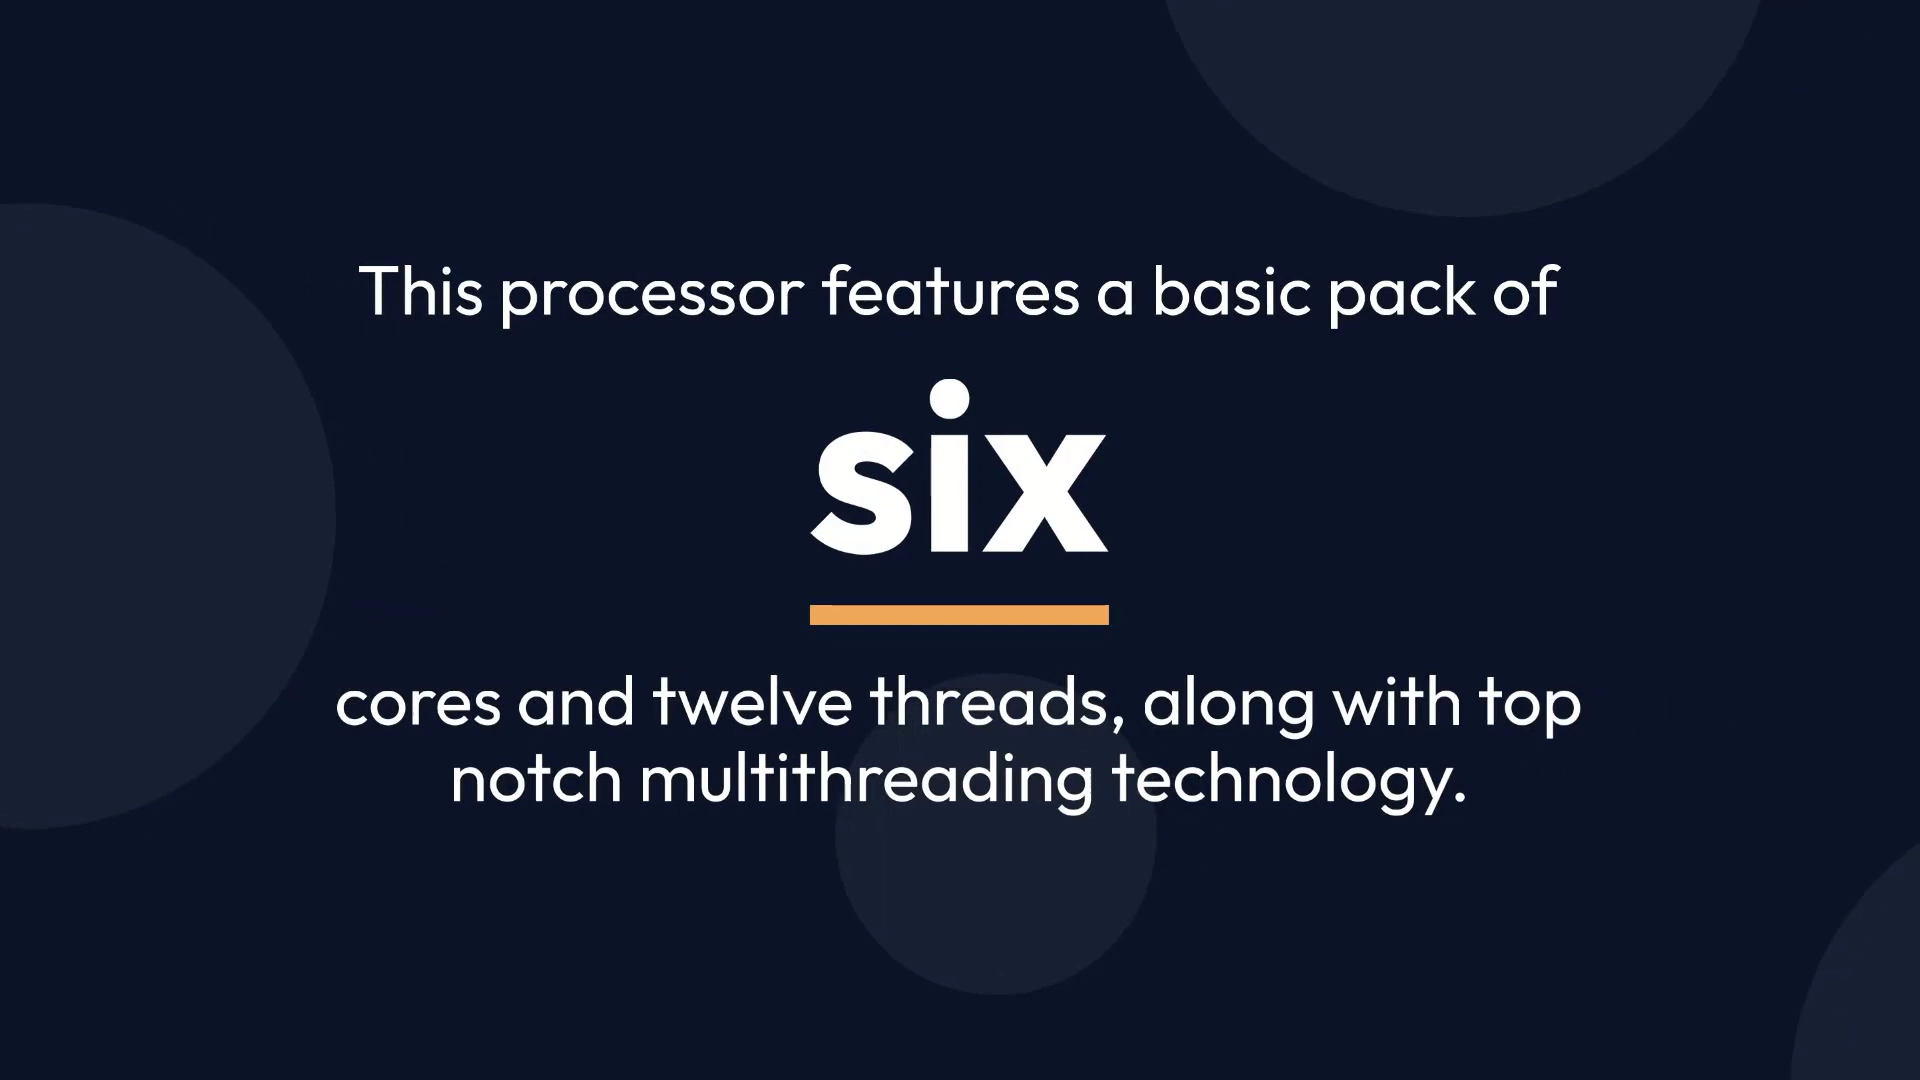 This processor features a basic pack of
six
cores and twelve threads, along with top
notch multithreading technology.